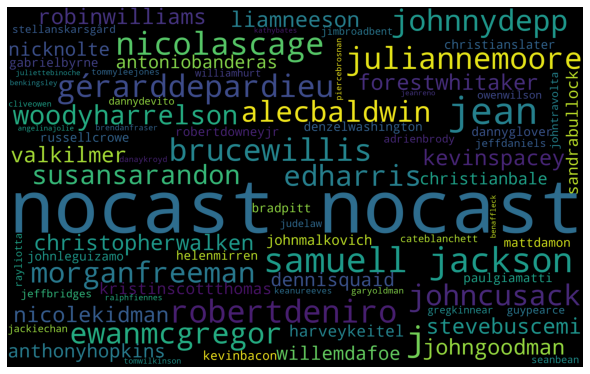 robinwilliams
liamneeson
johnnydepp
kathybates
jimbroadbent
stellanskarsgård
nicknolte
nicolascage
christianslater
gabrielbyrne
antoniobanderas
juliannemoore
juliettebinoche
tommyleejones
williamhurt
piercebrosnan
jeanreno
benkingsley
gérarddepardieu
forestwhitaker
owenwilson
johntravolta
sandrabullock
cliveowen
dannydevito
alecbaldwin
jean
angelinajolie
brendanfraser
woodyharrelson
robertdowneyjr
denzelwashington
dannyglover
russellcrowe
adrienbrody
jeffdaniels
valkilmer
danaykroyd
brucewillis
kevinspacey
susansarandon
edharris
christianbale
nocast nocast
bradpitt
judelaw
benaffleck
christopherwalken
johnmalkovich
cateblanchett
mattdamon
rayliotta
johnleguizamo
helenmirren
samuell jackson
morganfreeman
dennisquaid
paulgiamatti
jeffbridges
kristinscottthomas
keanureeves
garyoldman
johncusack
ralphfiennes
nicolekidman
robertdeniro
gregkinnear
guypearce
jackiechan
ewanmcgregor
harveykeitel
j
stevebuscemi
anthonyhopkins
kevinbacon
willemdafoe
johngoodman
tomwilkinson
seanbean